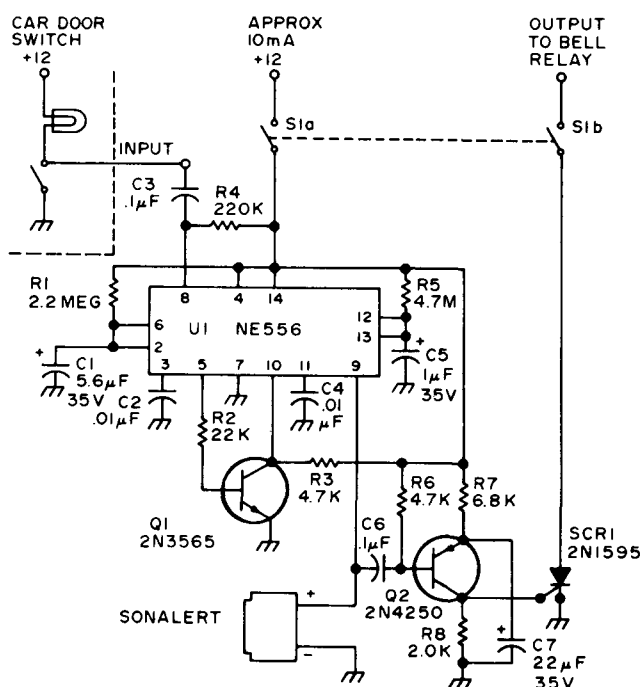 CAR DOOR
SWITCH
+12
APPROX
10mA
+12
OUTPUT
TO BELL
RELAY
S1a
S1b
INPUT
C3
.1µF
R4
220K
R1
2.2 MEG
8
4
14
R5
4.7M
6
2
U1 NE556
12
13
3
5
7
10
11
9
+
C1
5.6µF
35V
C2
.01µF
R2
22K
C4
.01
µF
+
C5
1µF
35V
R3
4.7K
R6
4.7K
R7
6.8K
Q1
2N3565
C6
.1µF
SCR1
2N1595
Q2
2N4250
SONALERT
+
-
R8
2.0K
+
C7
22µF
35V